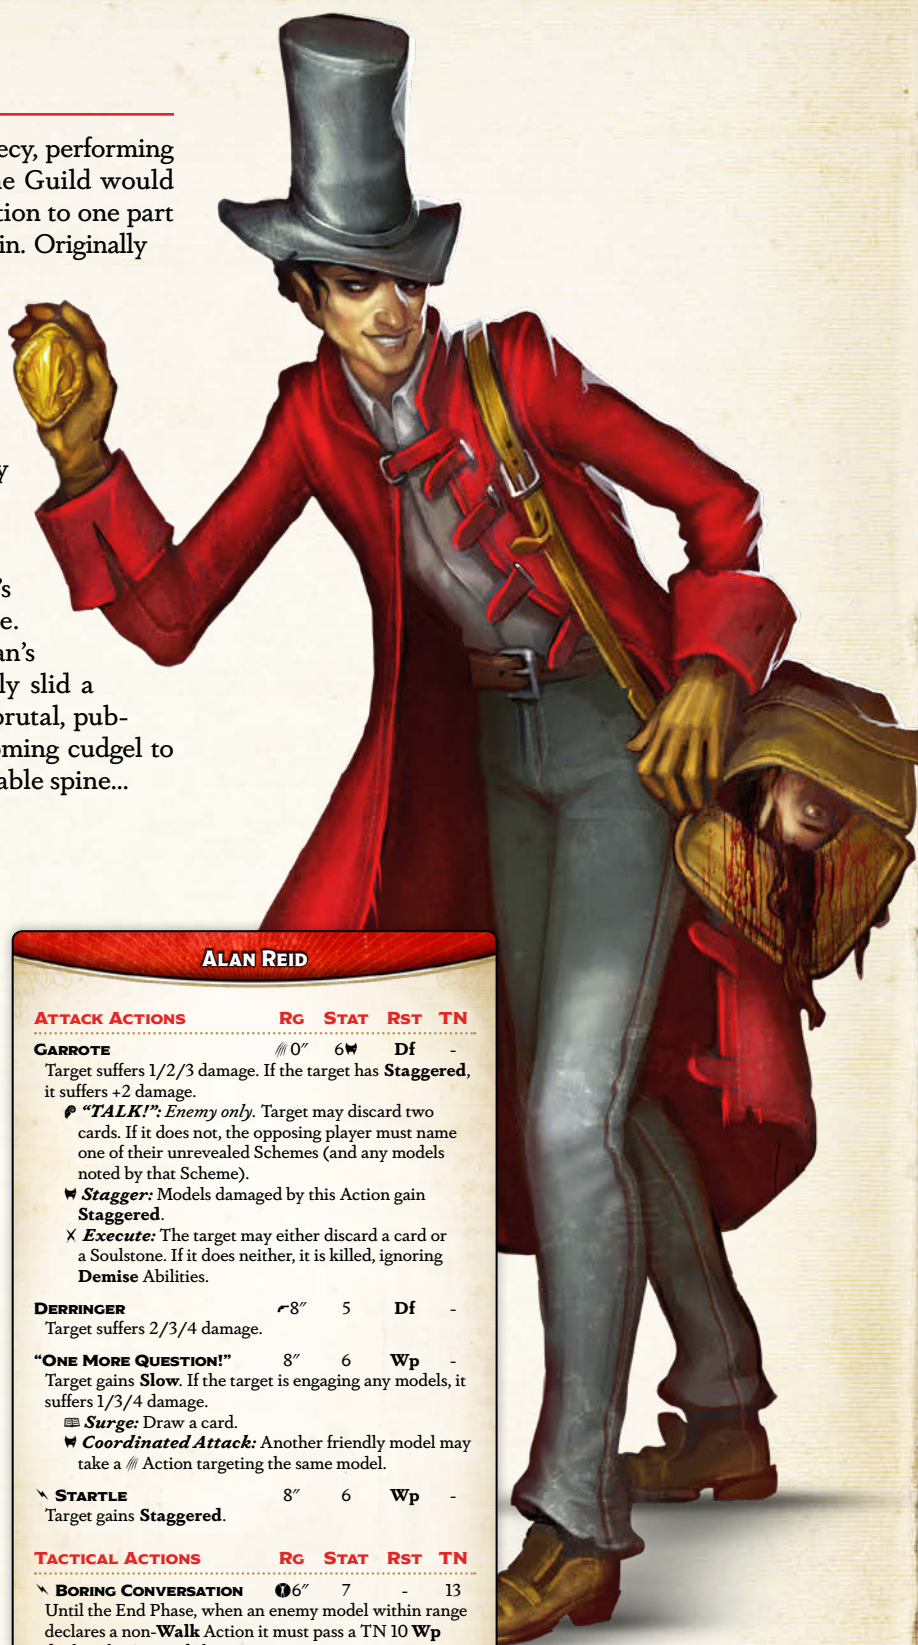 ecy, performing
e Guild would
tion to one part
in. Originally
y
's
e.
an's
ly slid a
brutal, pub-
ming cudgel to
able spine...
ALAN REID
ATTACK ACTIONS RG STAT RST TN
GARROTE 0" 6 Df -
Target suffers 1/2/3 damage. If the target has Staggered,
it suffers +2 damage.
"TALK!": Enemy only. Target may discard two
cards. If it does not, the opposing player must name
one of their unrevealed Schemes (and any models
noted by that Scheme).
Stagger: Models damaged by this Action gain
Staggered.
Execute: The target may either discard a card or
a Soulstone. If it does neither, it is killed, ignoring
Demise Abilities.
DERRINGER 8" 5 Df -
Target suffers 2/3/4 damage.
"ONE MORE QUESTION!" 8" 6 Wp -
Target gains Slow. If the target is engaging any models, it
suffers 1/3/4 damage.
Surge: Draw a card.
Coordinated Attack: Another friendly model may
take a Action targeting the same model.
STARTLE 8" 6 Wp -
Target gains Staggered.
TACTICAL ACTIONS RG STAT RST TN
BORING CONVERSATION 6" 7 - 13
Until the End Phase, when an enemy model within range
declares a non-Walk Action it must pass a TN 10 Wp